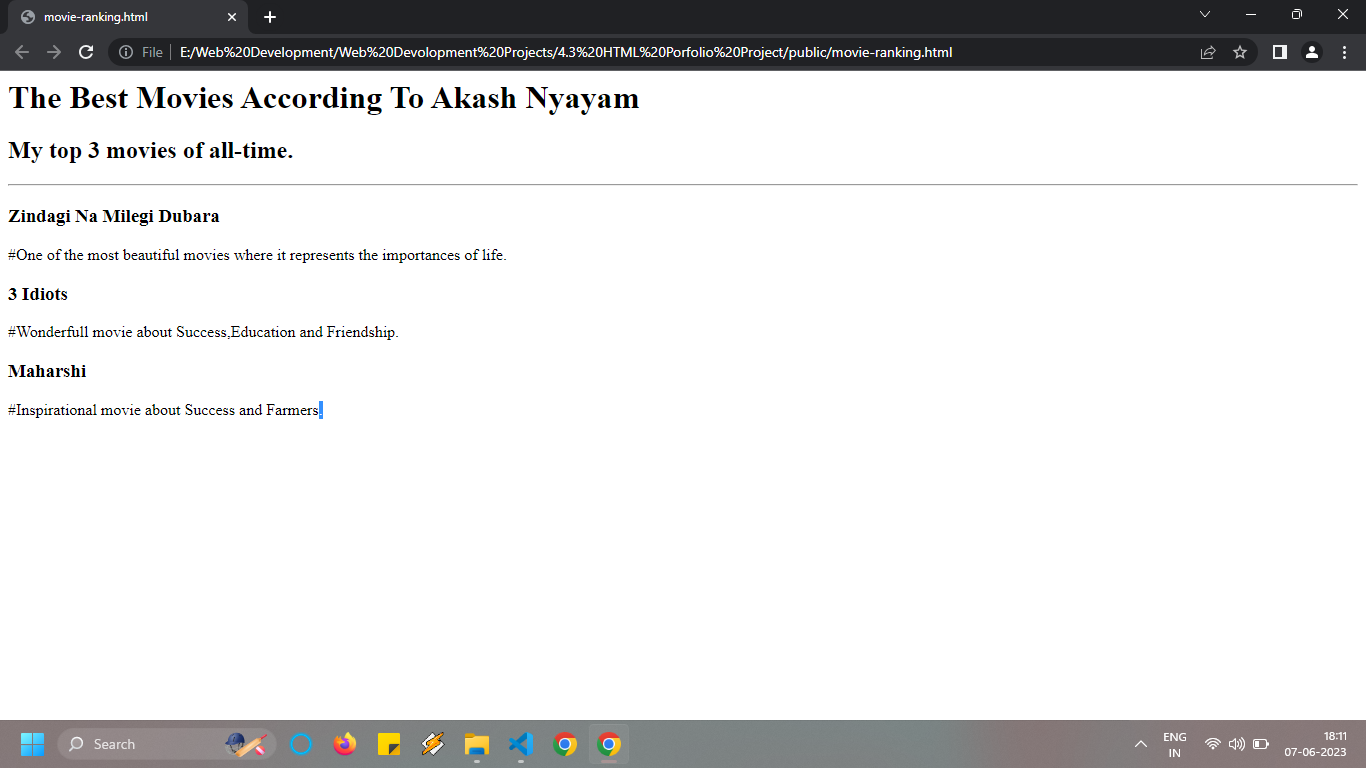 movie-ranking.html
File
E:/Web%20Development/Web%20Devolopment%20Projects/4.3%20HTML%20Porfolio%20Project/public/movie-ranking.html
The Best Movies According To Akash Nyayam
My top 3 movies of all-time.
Zindagi Na Milegi Dubara
#One of the most beautiful movies where it represents the importances of life.
3 Idiots
#Wonderfull movie about Success,Education and Friendship.
Maharshi
#Inspirational movie about Success and Farmers.
Search
ENG
IN
18:11
07-06-2023